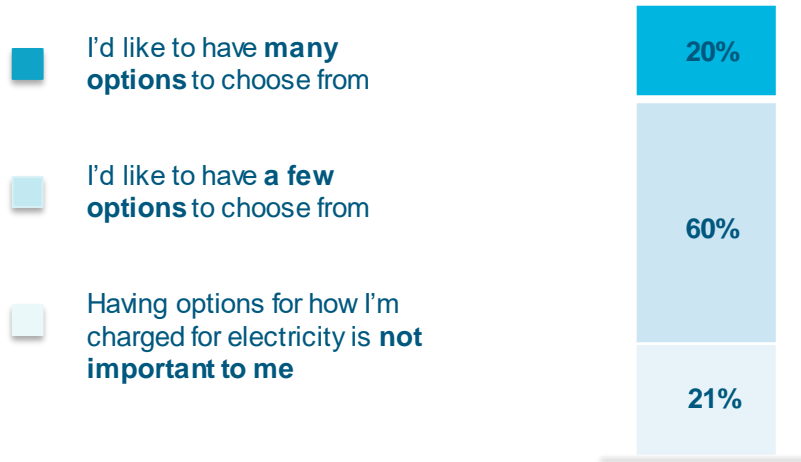 I’d like to have many
options to choose from
20%
I’d like to have a few
options to choose from
60%
Having options for how I’m
charged for electricity is not
important to me
21%